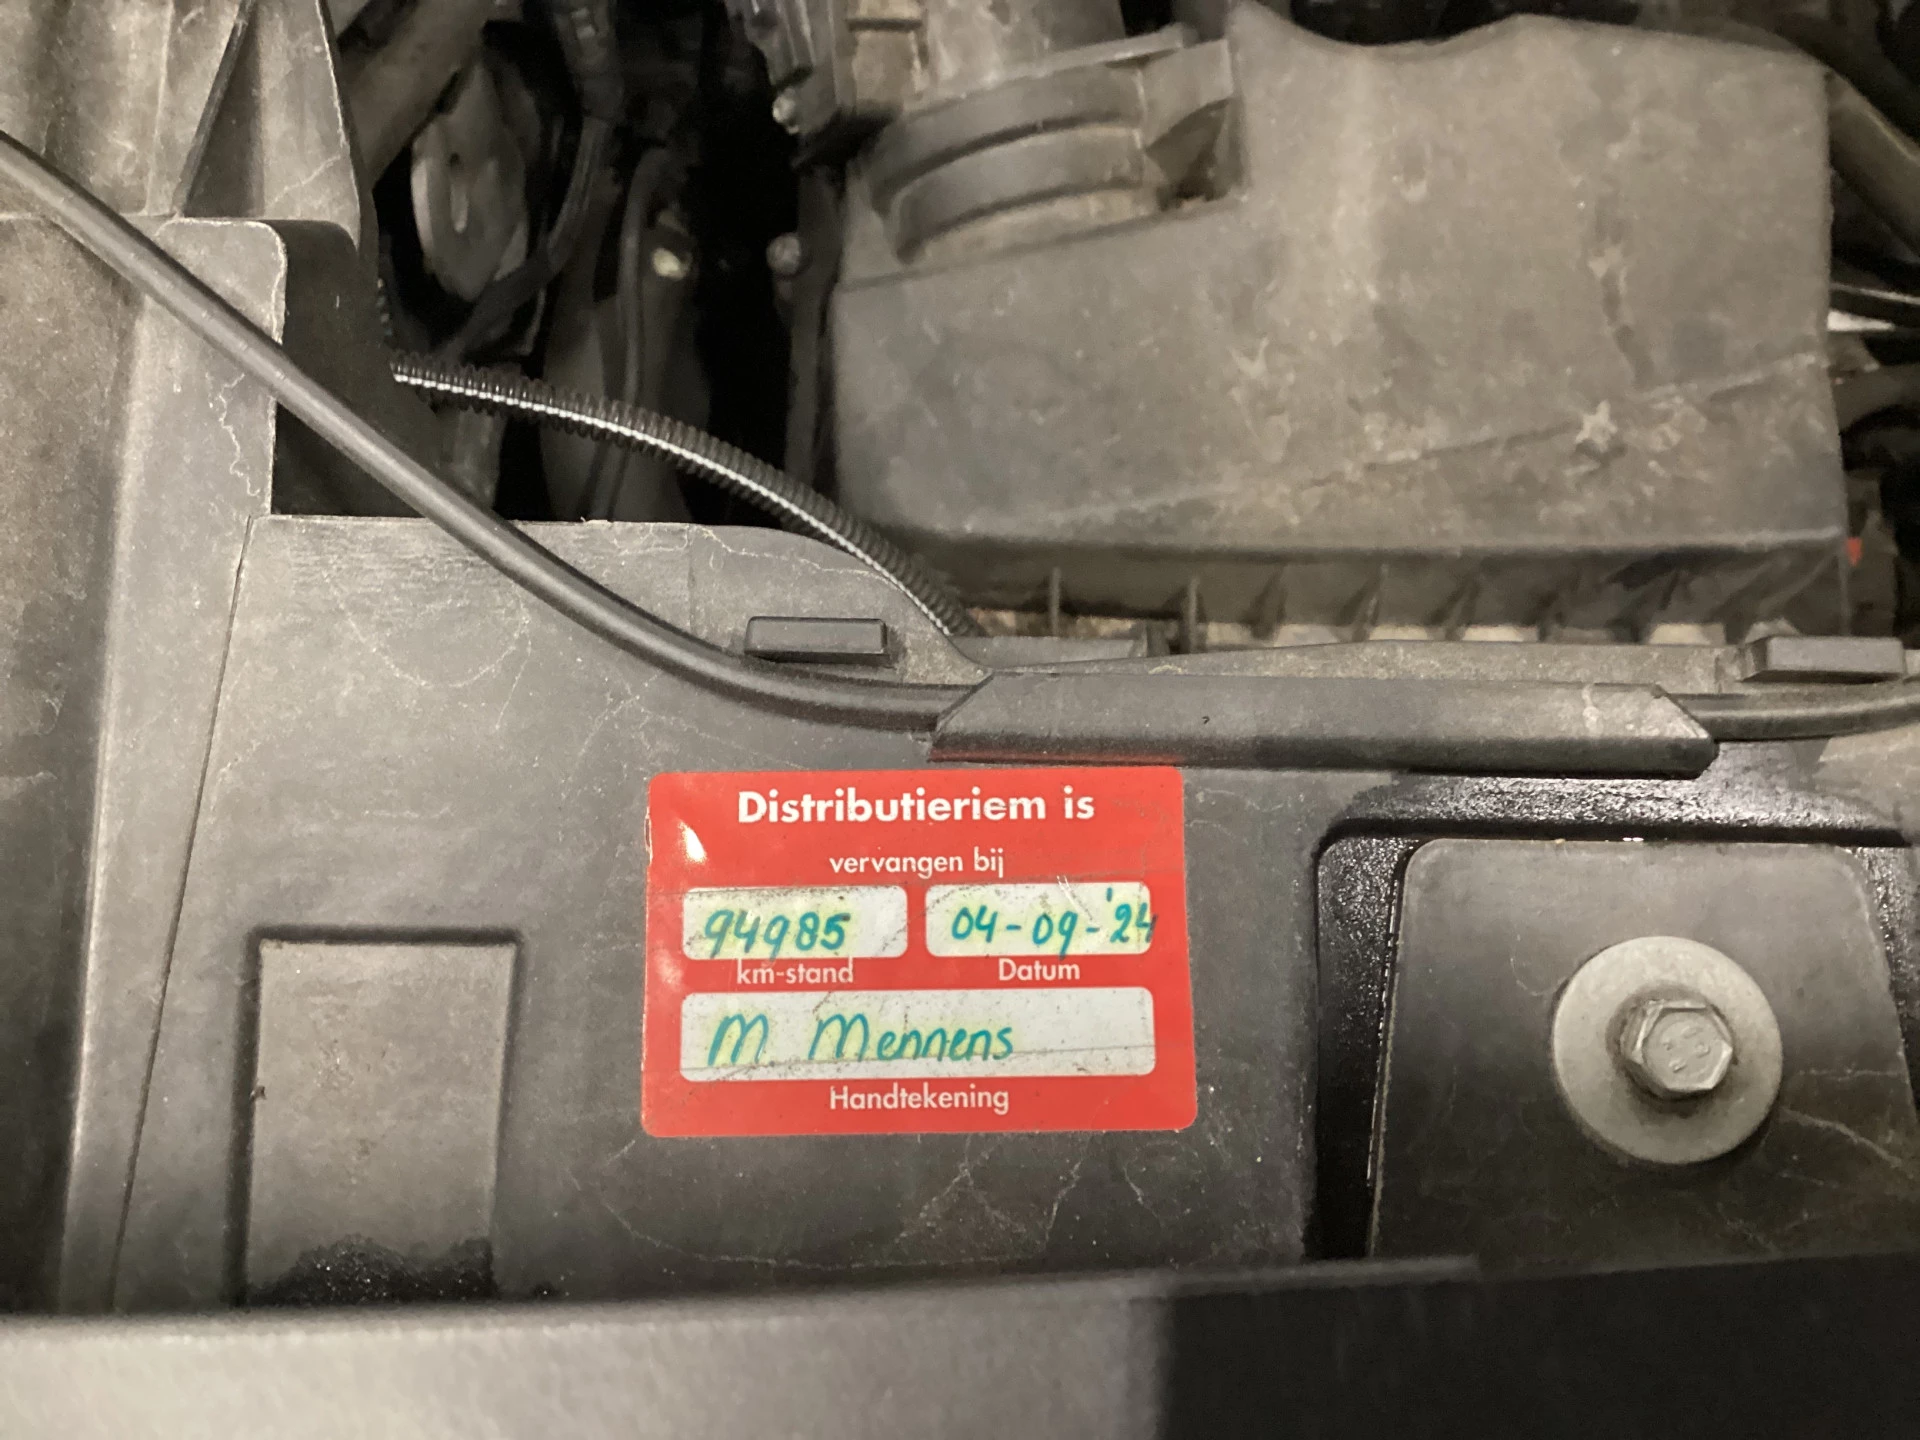 Distributieriem is
vervangen bij
94985 04-09-'24
km-stand Datum
M Mennens
Handtekening